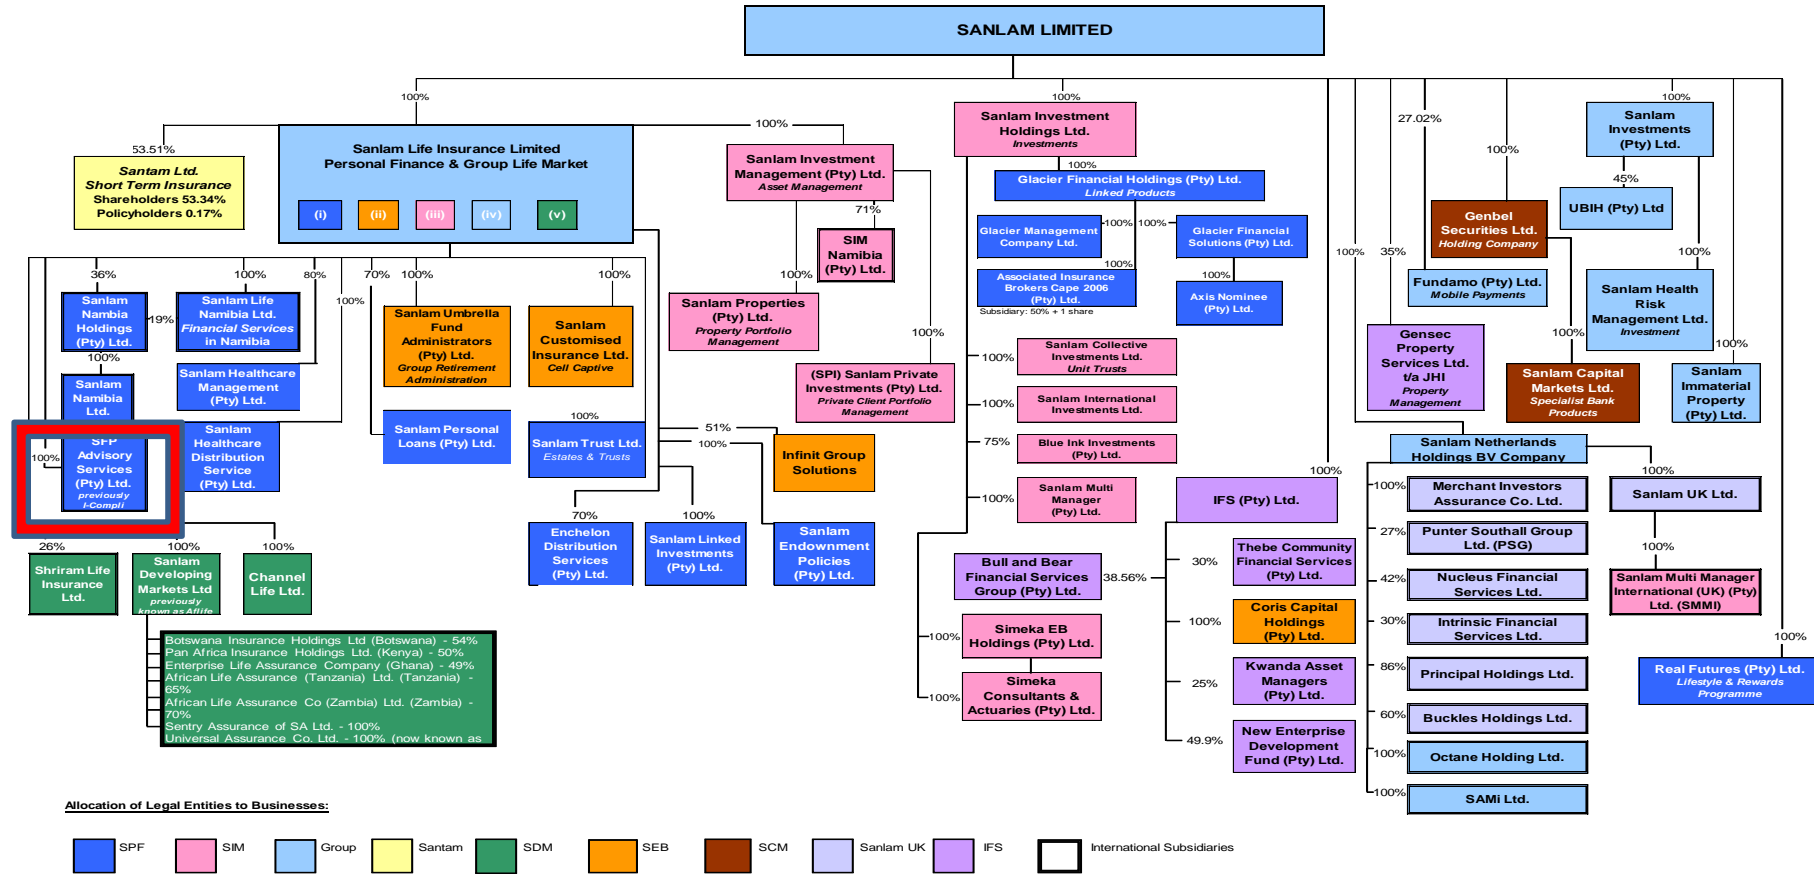 SANLAM LIMITED
100%
100%
100%
100%
53.51%
Santam Ltd.
Short Term Insurance
Shareholders 53.34%
Policyholders 0.17%
Sanlam Life Insurance Limited
Personal Finance & Group Life Market
(i)
(ii)
(iii)
(iv)
(v)
100%
Sanlam Investment
Management (Pty) Ltd.
Asset Management
71%
SIM
Namibia
(Pty) Ltd.
100%
Sanlam Properties
(Pty) Ltd.
Property Portfolio
Management
100%
(SPI) Sanlam Private
Investments (Pty) Ltd.
Private Client Portfolio
Management
Sanlam Investment
Holdings Ltd.
Investments
100%
Glacier Financial Holdings (Pty) Ltd.
Linked Products
Glacier Management
Company Ltd.
100%
100%
Glacier Financial
Solutions (Pty) Ltd.
100%
Associated Insurance
Brokers Cape 2006
(Pty) Ltd.
Subsidiary: 50% + 1 share
100%
Axis Nominee
(Pty) Ltd.
100%
Sanlam Collective
Investments Ltd.
Unit Trusts
100%
Sanlam International
Investments Ltd.
75%
Blue Ink Investments
(Pty) Ltd.
100%
Sanlam Multi
Manager
(Pty) Ltd.
36%
Sanlam
Nambia
Holdings
(Pty) Ltd.
19%
100%
Sanlam Life
Namibia Ltd.
Financial Services
in Namibia
80%
100%
Sanlam
Namibia
Ltd.
Sanlam Healthcare
Management
(Pty) Ltd.
100%
SFP
Advisory
Services
(Pty) Ltd.
previously
I-Compli
100%
Sanlam
Healthcare
Distribution
Service
(Pty) Ltd.
70%
100%
Sanlam Umbrella
Fund
Administrators
(Pty) Ltd.
Group Retirement
Administration
100%
Sanlam
Customised
Insurance Ltd.
Cell Captive
Sanlam Personal
Loans (Pty) Ltd.
100%
Sanlam Trust Ltd.
Estates & Trusts
51%
100%
Infinit Group
Solutions
70%
Enchelon
Distribution
Services
(Pty) Ltd.
100%
Sanlam Linked
Investments
(Pty) Ltd.
Sanlam
Endownment
Policies
(Pty) Ltd.
26%
Shriram Life
Insurance
Ltd.
100%
Sanlam
Developing
Markets Ltd
previously
known as Aflife
100%
Channel
Life Ltd.
Botswana Insurance Holdings Ltd (Botswana) - 54%
Pan Africa Insurance Holdings Ltd. (Kenya) - 50%
Enterprise Life Assurance Company (Ghana) - 49%
African Life Assurance (Tanzania) Ltd. (Tanzania) -
65%
African Life Assurance Co (Zambia) Ltd. (Zambia) -
70%
Sentry Assurance of SA Ltd. - 100%
Universal Assurance Co. Ltd. - 100% (now known as
Bull and Bear
Financial Services
Group (Pty) Ltd.
38.56%
100%
Simeka EB
Holdings (Pty) Ltd.
100%
Simeka
Consultants &
Actuaries (Pty) Ltd.
100%
IFS (Pty) Ltd.
30%
Thebe Community
Financial Services
(Pty) Ltd.
100%
Coris Capital
Holdings
(Pty) Ltd.
25%
Kwanda Asset
Managers
(Pty) Ltd.
49.9%
New Enterprise
Development
Fund (Pty) Ltd.
100%
35%
Gensec
Property
Services Ltd.
t/a JHI
Property
Management
27.02%
Fundamo (Pty) Ltd.
Mobile Payments
100%
Genbel
Securities Ltd.
Holding Company
100%
Sanlam Capital
Markets Ltd.
Specialist Bank
Products
Sanlam
Investments
(Pty) Ltd.
45%
UBIH (Pty) Ltd
100%
Sanlam Health
Risk
Management Ltd.
Investment
100%
Sanlam
Immaterial
Property
(Pty) Ltd.
Sanlam Netherlands
Holdings BV Company
100%
Merchant Investors
Assurance Co. Ltd.
27%
Punter Southall Group
Ltd. (PSG)
42%
Nucleus Financial
Services Ltd.
30%
Intrinsic Financial
Services Ltd.
86%
Principal Holdings Ltd.
60%
Buckles Holdings Ltd.
100%
Octane Holding Ltd.
100%
SAMi Ltd.
100%
Sanlam UK Ltd.
100%
Sanlam Multi Manager
International (UK) (Pty)
Ltd. (SMMI)
100%
Real Futures (Pty) Ltd.
Lifestyle & Rewards
Programme
Allocation of Legal Entities to Businesses:
SPF
SIM
Group
Santam
SDM
SEB
SCM
Sanlam UK
IFS
International Subsidiaries